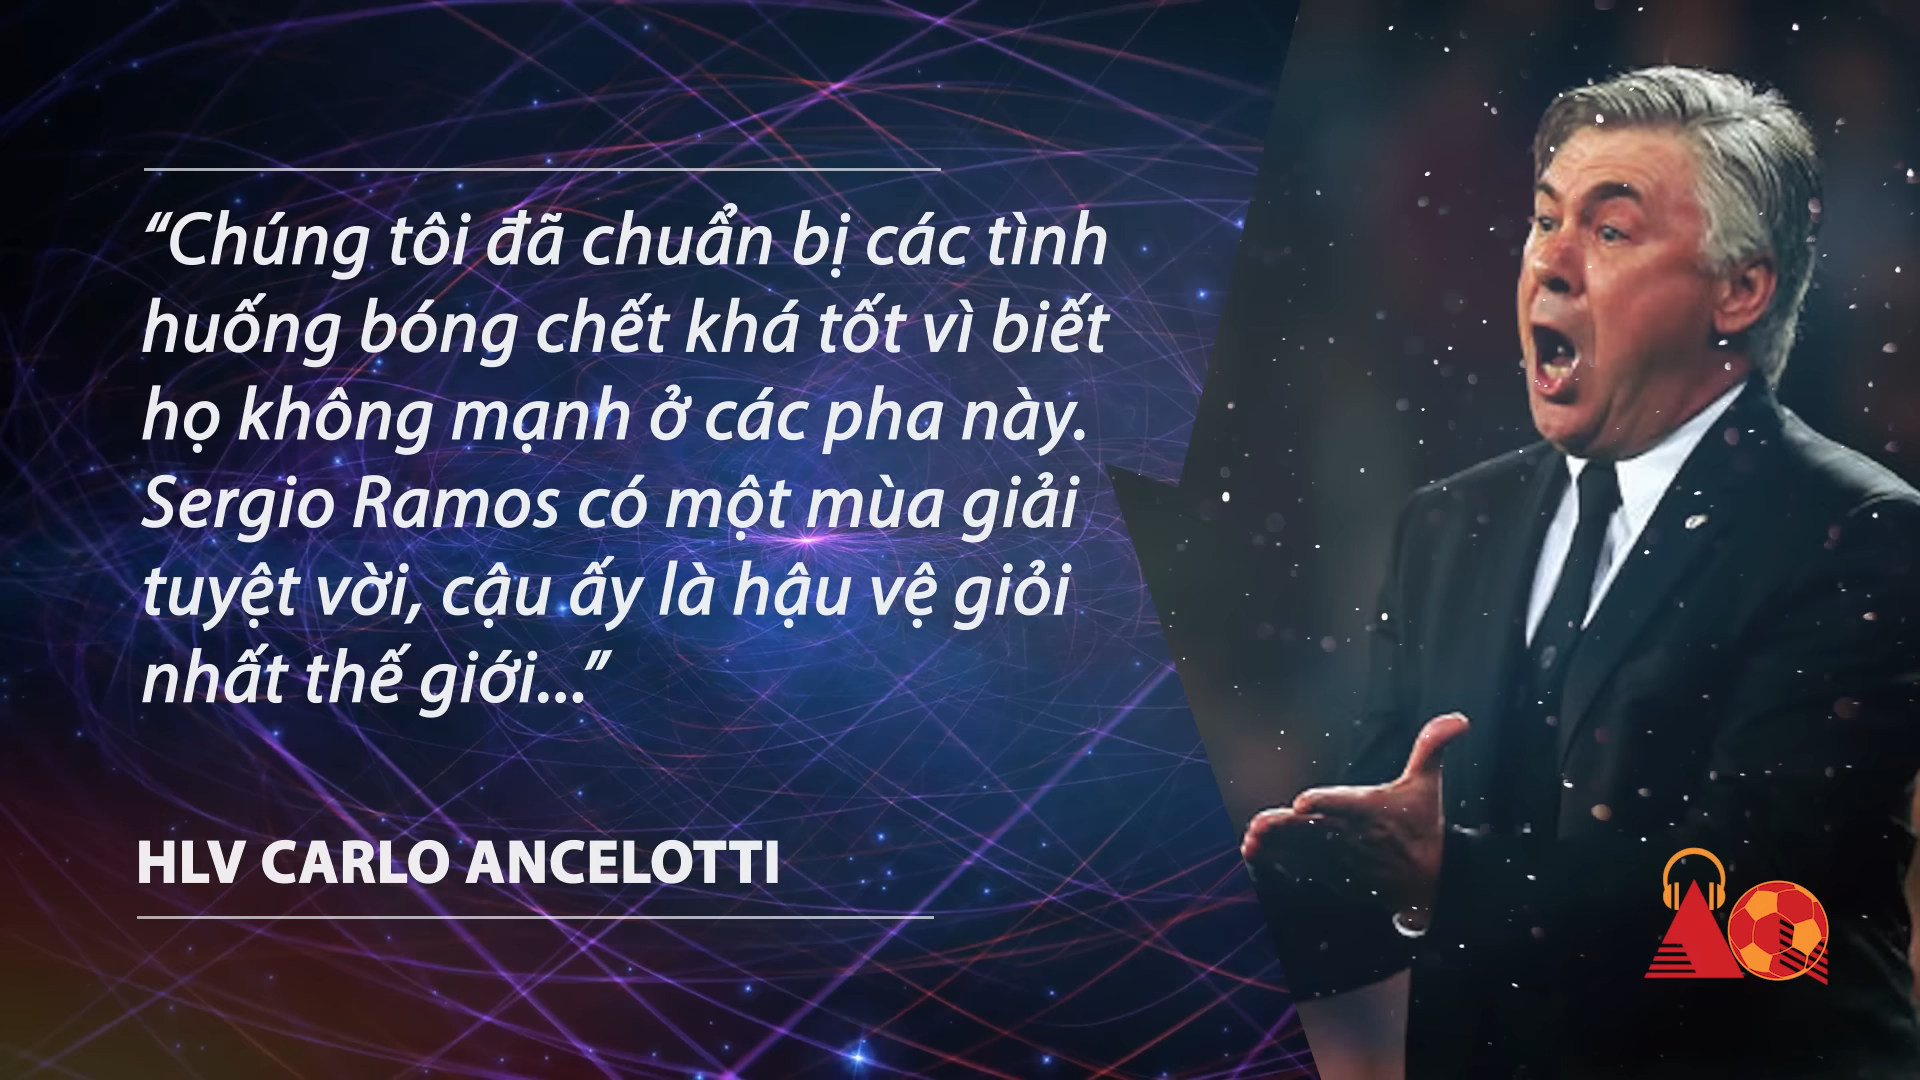 “Chúng tôi đã chuẩn bị các tình
huống bóng chết khá tốt vì biết
họ không mạnh ở các pha này.
Sergio Ramos có một mùa giải
tuyệt vời, cậu ấy là hậu vệ giỏi
nhất thế giới...”
HLV CARLO ANCELOTTI